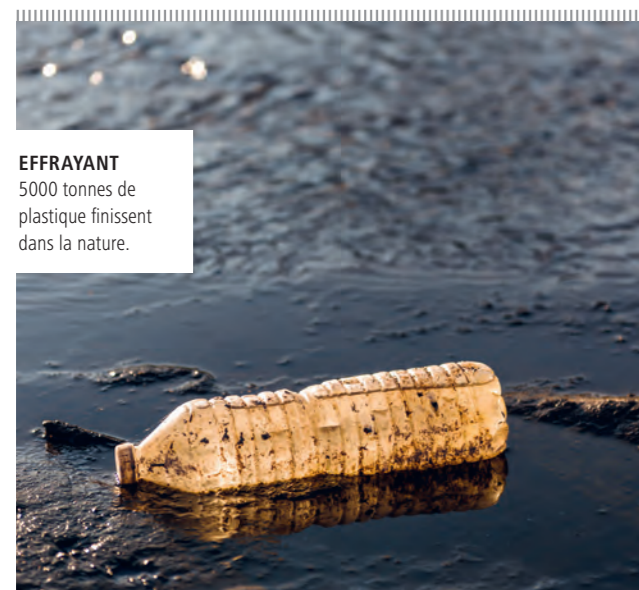 EFFRAYANT
5000 tonnes de
plastique finissent
dans la nature.